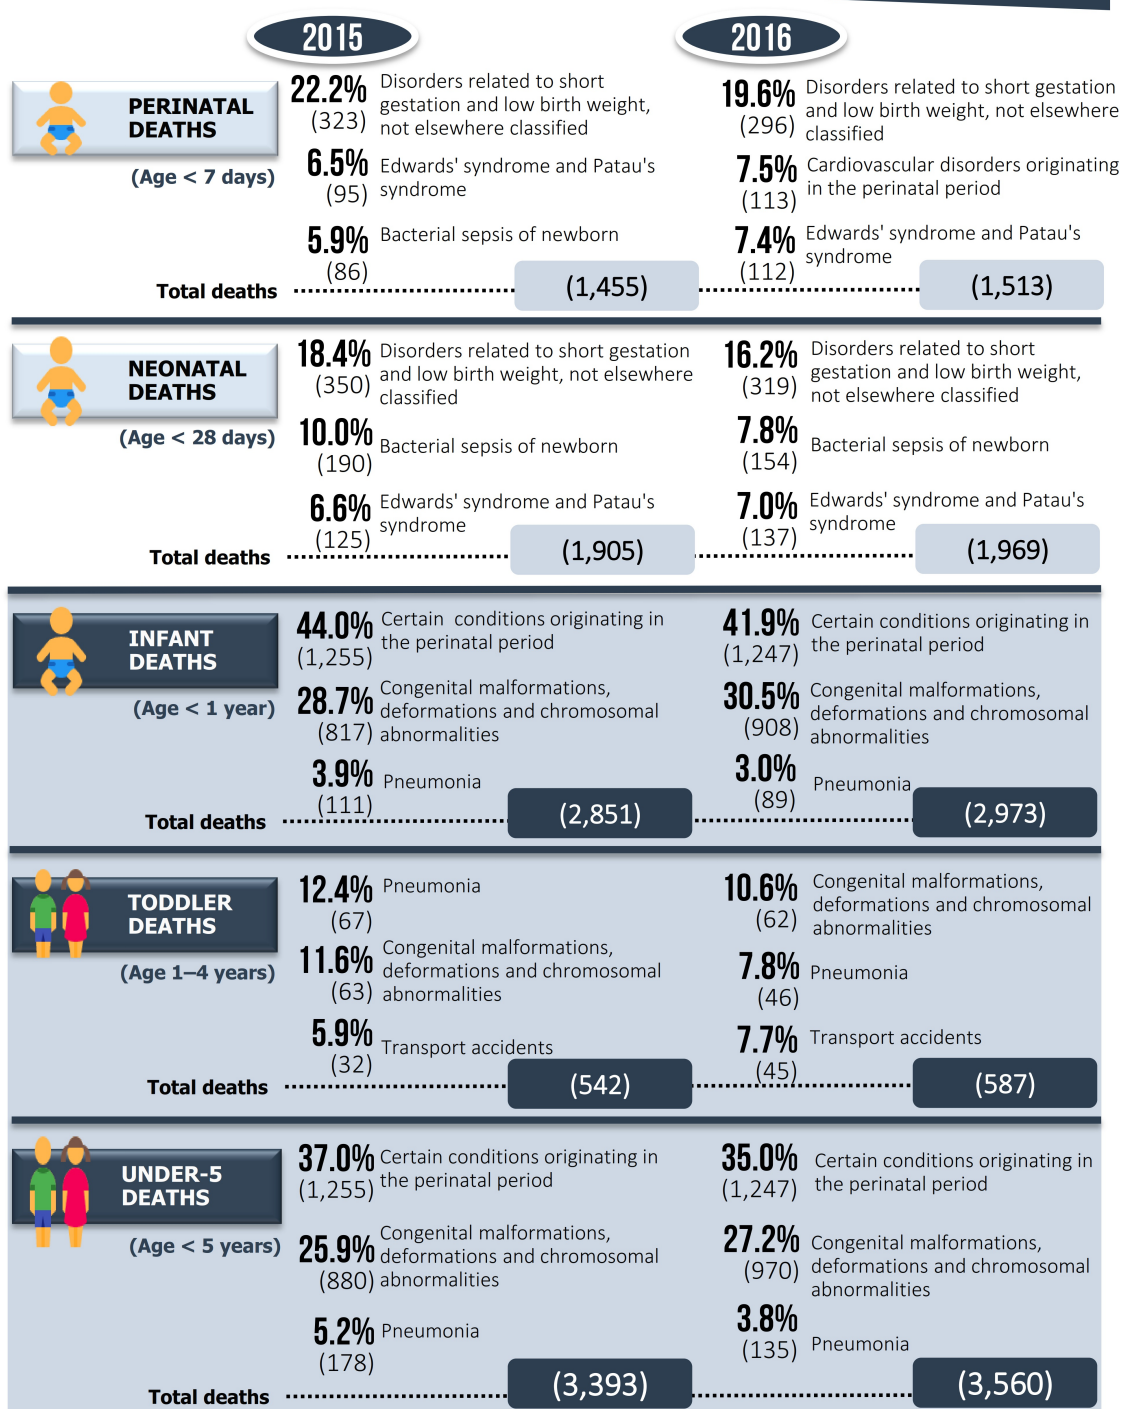 2015
2016
PERINATAL
DEATHS
(Age < 7 days)
22.2%
(323)
Disorders related to short
gestation and low birth weight,
not elsewhere classified
6.5%
(95)
Edwards' syndrome and Patau's
syndrome
5.9%
(86)
Bacterial sepsis of newborn
19.6%
(296)
Disorders related to short gestation
and low birth weight, not elsewhere
classified
7.5%
(113)
Cardiovascular disorders originating
in the perinatal period
7.4%
(112)
Edwards' syndrome and Patau's
syndrome
Total deaths
(1,455)
(1,513)
NEONATAL
DEATHS
(Age < 28 days)
18.4%
(350)
Disorders related to short gestation
and low birth weight, not elsewhere
classified
10.0%
(190)
Bacterial sepsis of newborn
6.6%
(125)
Edwards' syndrome and Patau's
syndrome
16.2%
(319)
Disorders related to short
gestation and low birth weight,
not elsewhere classified
7.8%
(154)
Bacterial sepsis of newborn
7.0%
(137)
Edwards' syndrome and Patau's
syndrome
Total deaths
(1,905)
(1,969)
INFANT
DEATHS
(Age < 1 year)
44.0%
(1,255)
Certain conditions originating in
the perinatal period
28.7%
(817)
Congenital malformations,
deformations and chromosomal
abnormalities
3.9%
(111)
Pneumonia
41.9%
(1,247)
Certain conditions originating in
the perinatal period
30.5%
(908)
Congenital malformations,
deformations and chromosomal
abnormalities
3.0%
(89)
Pneumonia
Total deaths
(2,851)
(2,973)
TODDLER
DEATHS
(Age 1–4 years)
12.4%
(67)
Pneumonia
11.6%
(63)
Congenital malformations,
deformations and chromosomal
abnormalities
5.9%
(32)
Transport accidents
10.6%
(62)
Congenital malformations,
deformations and chromosomal
abnormalities
7.8%
(46)
Pneumonia
7.7%
(45)
Transport accidents
Total deaths
(542)
(587)
UNDER-5
DEATHS
(Age < 5 years)
37.0%
(1,255)
Certain conditions originating in
the perinatal period
25.9%
(880)
Congenital malformations,
deformations and chromosomal
abnormalities
5.2%
(178)
Pneumonia
35.0%
(1,247)
Certain conditions originating in
the perinatal period
27.2%
(970)
Congenital malformations,
deformations and chromosomal
abnormalities
3.8%
(135)
Pneumonia
Total deaths
(3,393)
(3,560)